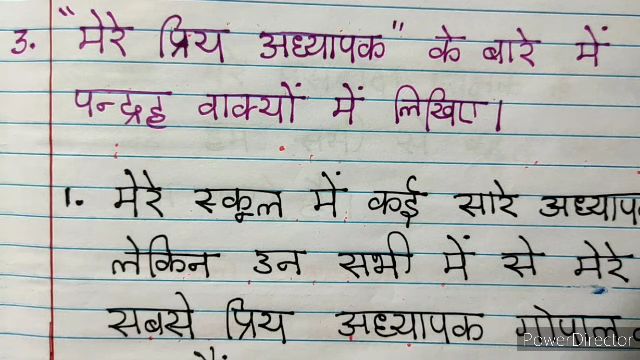 3. "मेरे प्रिय अध्यापक" के बारे में
पन्द्रह वाक्यों में लिखिए।
1. मेरे स्कूल में कई सारे
लेकिन उन सभी में से मेरे
सबसे प्रिय अध्यापक गोपाल
PowerDirector